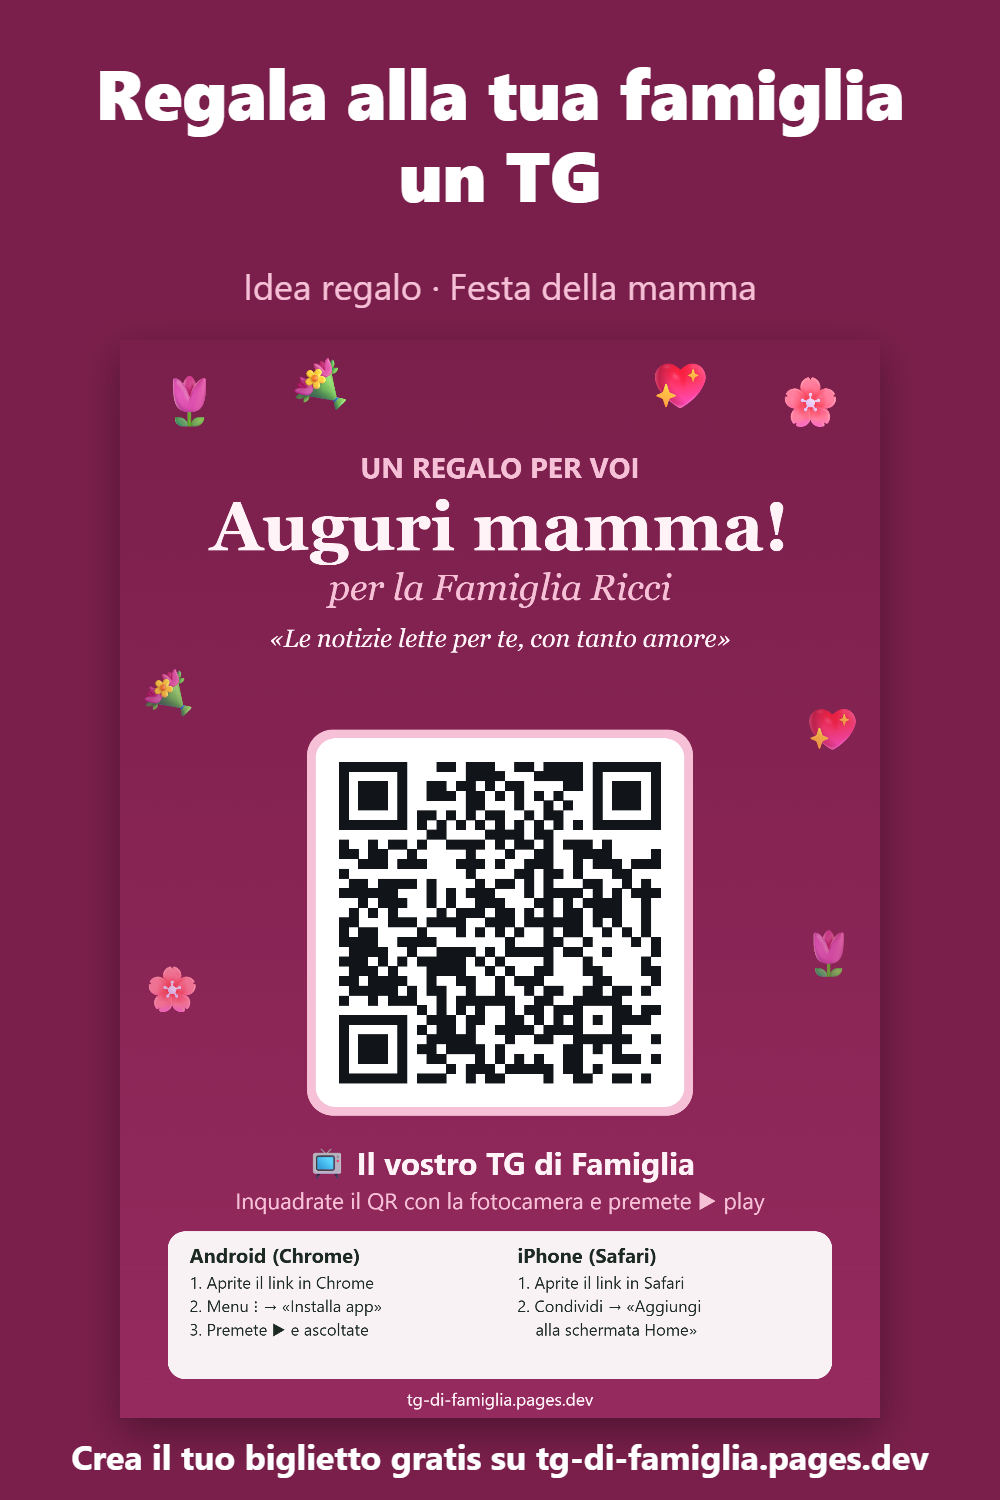 Regala alla tua famiglia
un TG
Idea regalo · Festa della mamma
UN REGALO PER VOI
Auguri mamma!
per la Famiglia Ricci
«Le notizie lette per te, con tanto amore»
Il vostro TG di Famiglia
Inquadrate il QR con la fotocamera e premete ▶ play
Android (Chrome)
1. Aprite il link in Chrome
2. Menu ⋮ → «Installa app»
3. Premete ▶ e ascoltate
iPhone (Safari)
1. Aprite il link in Safari
2. Condividi → «Aggiungi
alla schermata Home»
tg-di-famiglia.pages.dev
Crea il tuo biglietto gratis su tg-di-famiglia.pages.dev